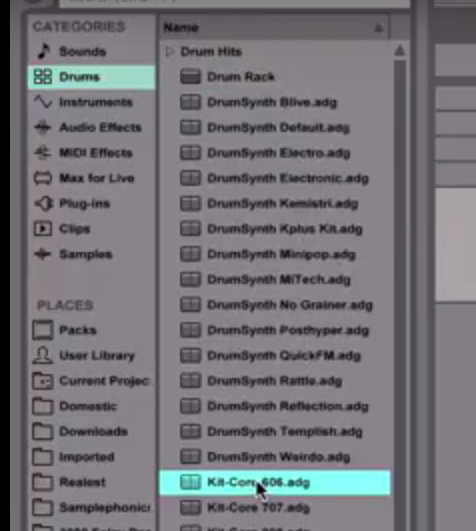 CATEGORIES
Sounds
Drums
Instruments
Audio Effects
MIDI Effects
Max for Live
Plug-ins
Clips
Samples
PLACES
Packs
User Library
Current Projec
Domestic
Downloads
Imported
Realest
Samplephonics
Name
Drum Hits
Drum Rack
DrumSynth Blive.adg
DrumSynth Default.adg
DrumSynth Electro.adg
DrumSynth Electronic.adg
DrumSynth Kemistri.adg
DrumSynth Kplus Kit.adg
DrumSynth Minipop.adg
DrumSynth MiTech.adg
DrumSynth No Grainer.adg
DrumSynth Posthyper.adg
DrumSynth QuickFM.adg
DrumSynth Rattle.adg
DrumSynth Reflection.adg
DrumSynth Templish.adg
DrumSynth Weirdo.adg
Kit-Core 606.adg
Kit-Core 707.adg